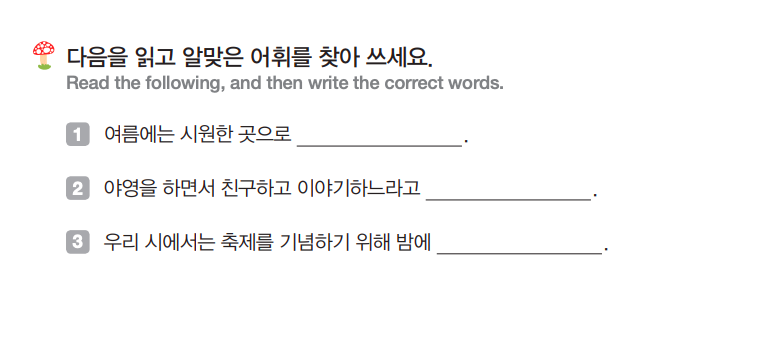 다음을 읽고 알맞은 어휘를 찾아 쓰세요.
Read the following, and then write the correct words.
1 여름에는 시원한 곳으로 ____________.
2 야영을 하면서 친구하고 이야기하느라고 ____________.
3 우리 시에서는 축제를 기념하기 위해 밤에 ____________.